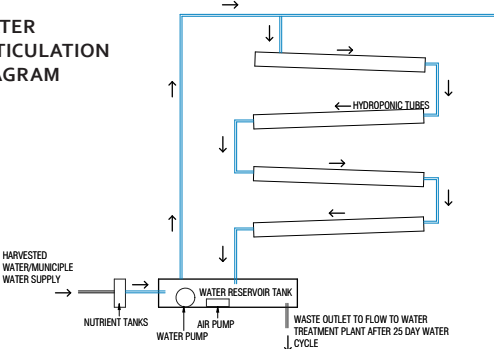 TER
TICULATION
AGRAM
HYDROPONIC TUBES
HARVESTED
WATER/MUNICIPLE
WATER SUPPLY
WATER RESERVOIR TANK
NUTRIENT TANKS
AIR PUMP
WATER PUMP
WASTE OUTLET TO FLOW TO WATER
TREATMENT PLANT AFTER 25 DAY WATER
CYCLE